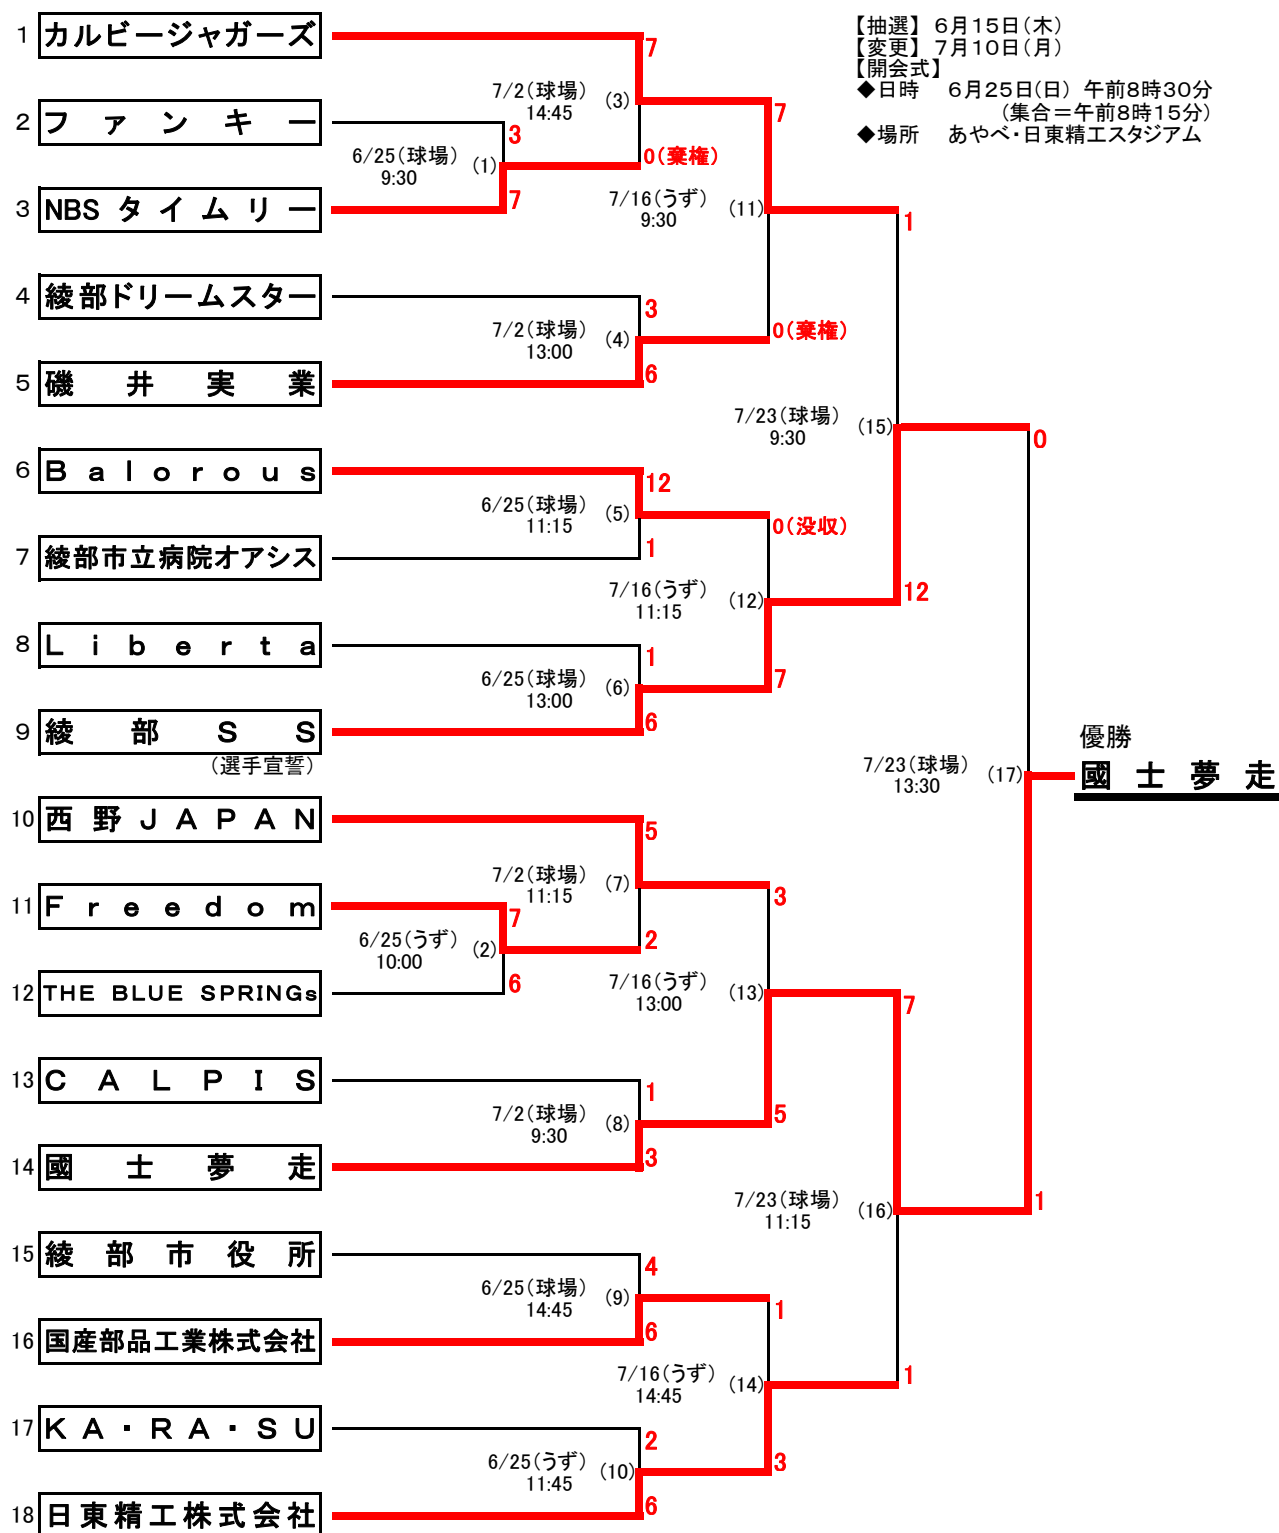 【抽選】 6月15日(木)
【変更】 7月10日(月)
【開会式】
◆日時 6月25日(日) 午前8時30分
(集合=午前8時15分)
◆場所 あやべ・日東精工スタジアム
1 カルビージャガーズ
7
7/2(球場) (3)
14:45
7
2 ファンキー
3
6/25(球場) (1)
9:30
0(棄権)
3 NBSタイムリー
7
7/16(うず) (11)
9:30
1
4 綾部ドリームスター
3
7/2(球場) (4)
13:00
0(棄権)
5 磯井実業
6
7/23(球場) (15)
9:30
0
6 Balorous
12
6/25(球場) (5)
11:15
0(没収)
7 綾部市立病院オアシス
1
7/16(うず) (12)
11:15
12
8 Liberta
1
6/25(球場) (6)
13:00
7
9 綾部SS
(選手宣誓)
6
優勝
國士夢走
7/23(球場) (17)
13:30
10 西野JAPAN
5
7/2(球場) (7)
11:15
3
11 Freedom
7
6/25(うず) (2)
10:00
2
12 THE BLUE SPRINGs
6
7/16(うず) (13)
13:00
7
13 CALPIS
1
7/2(球場) (8)
9:30
5
14 國士夢走
3
7/23(球場) (16)
11:15
1
15 綾部市役所
4
6/25(球場) (9)
14:45
1
16 国産部品工業株式会社
6
7/16(うず) (14)
14:45
1
17 KA・RA・SU
2
6/25(うず) (10)
11:45
3
18 日東精工株式会社
6